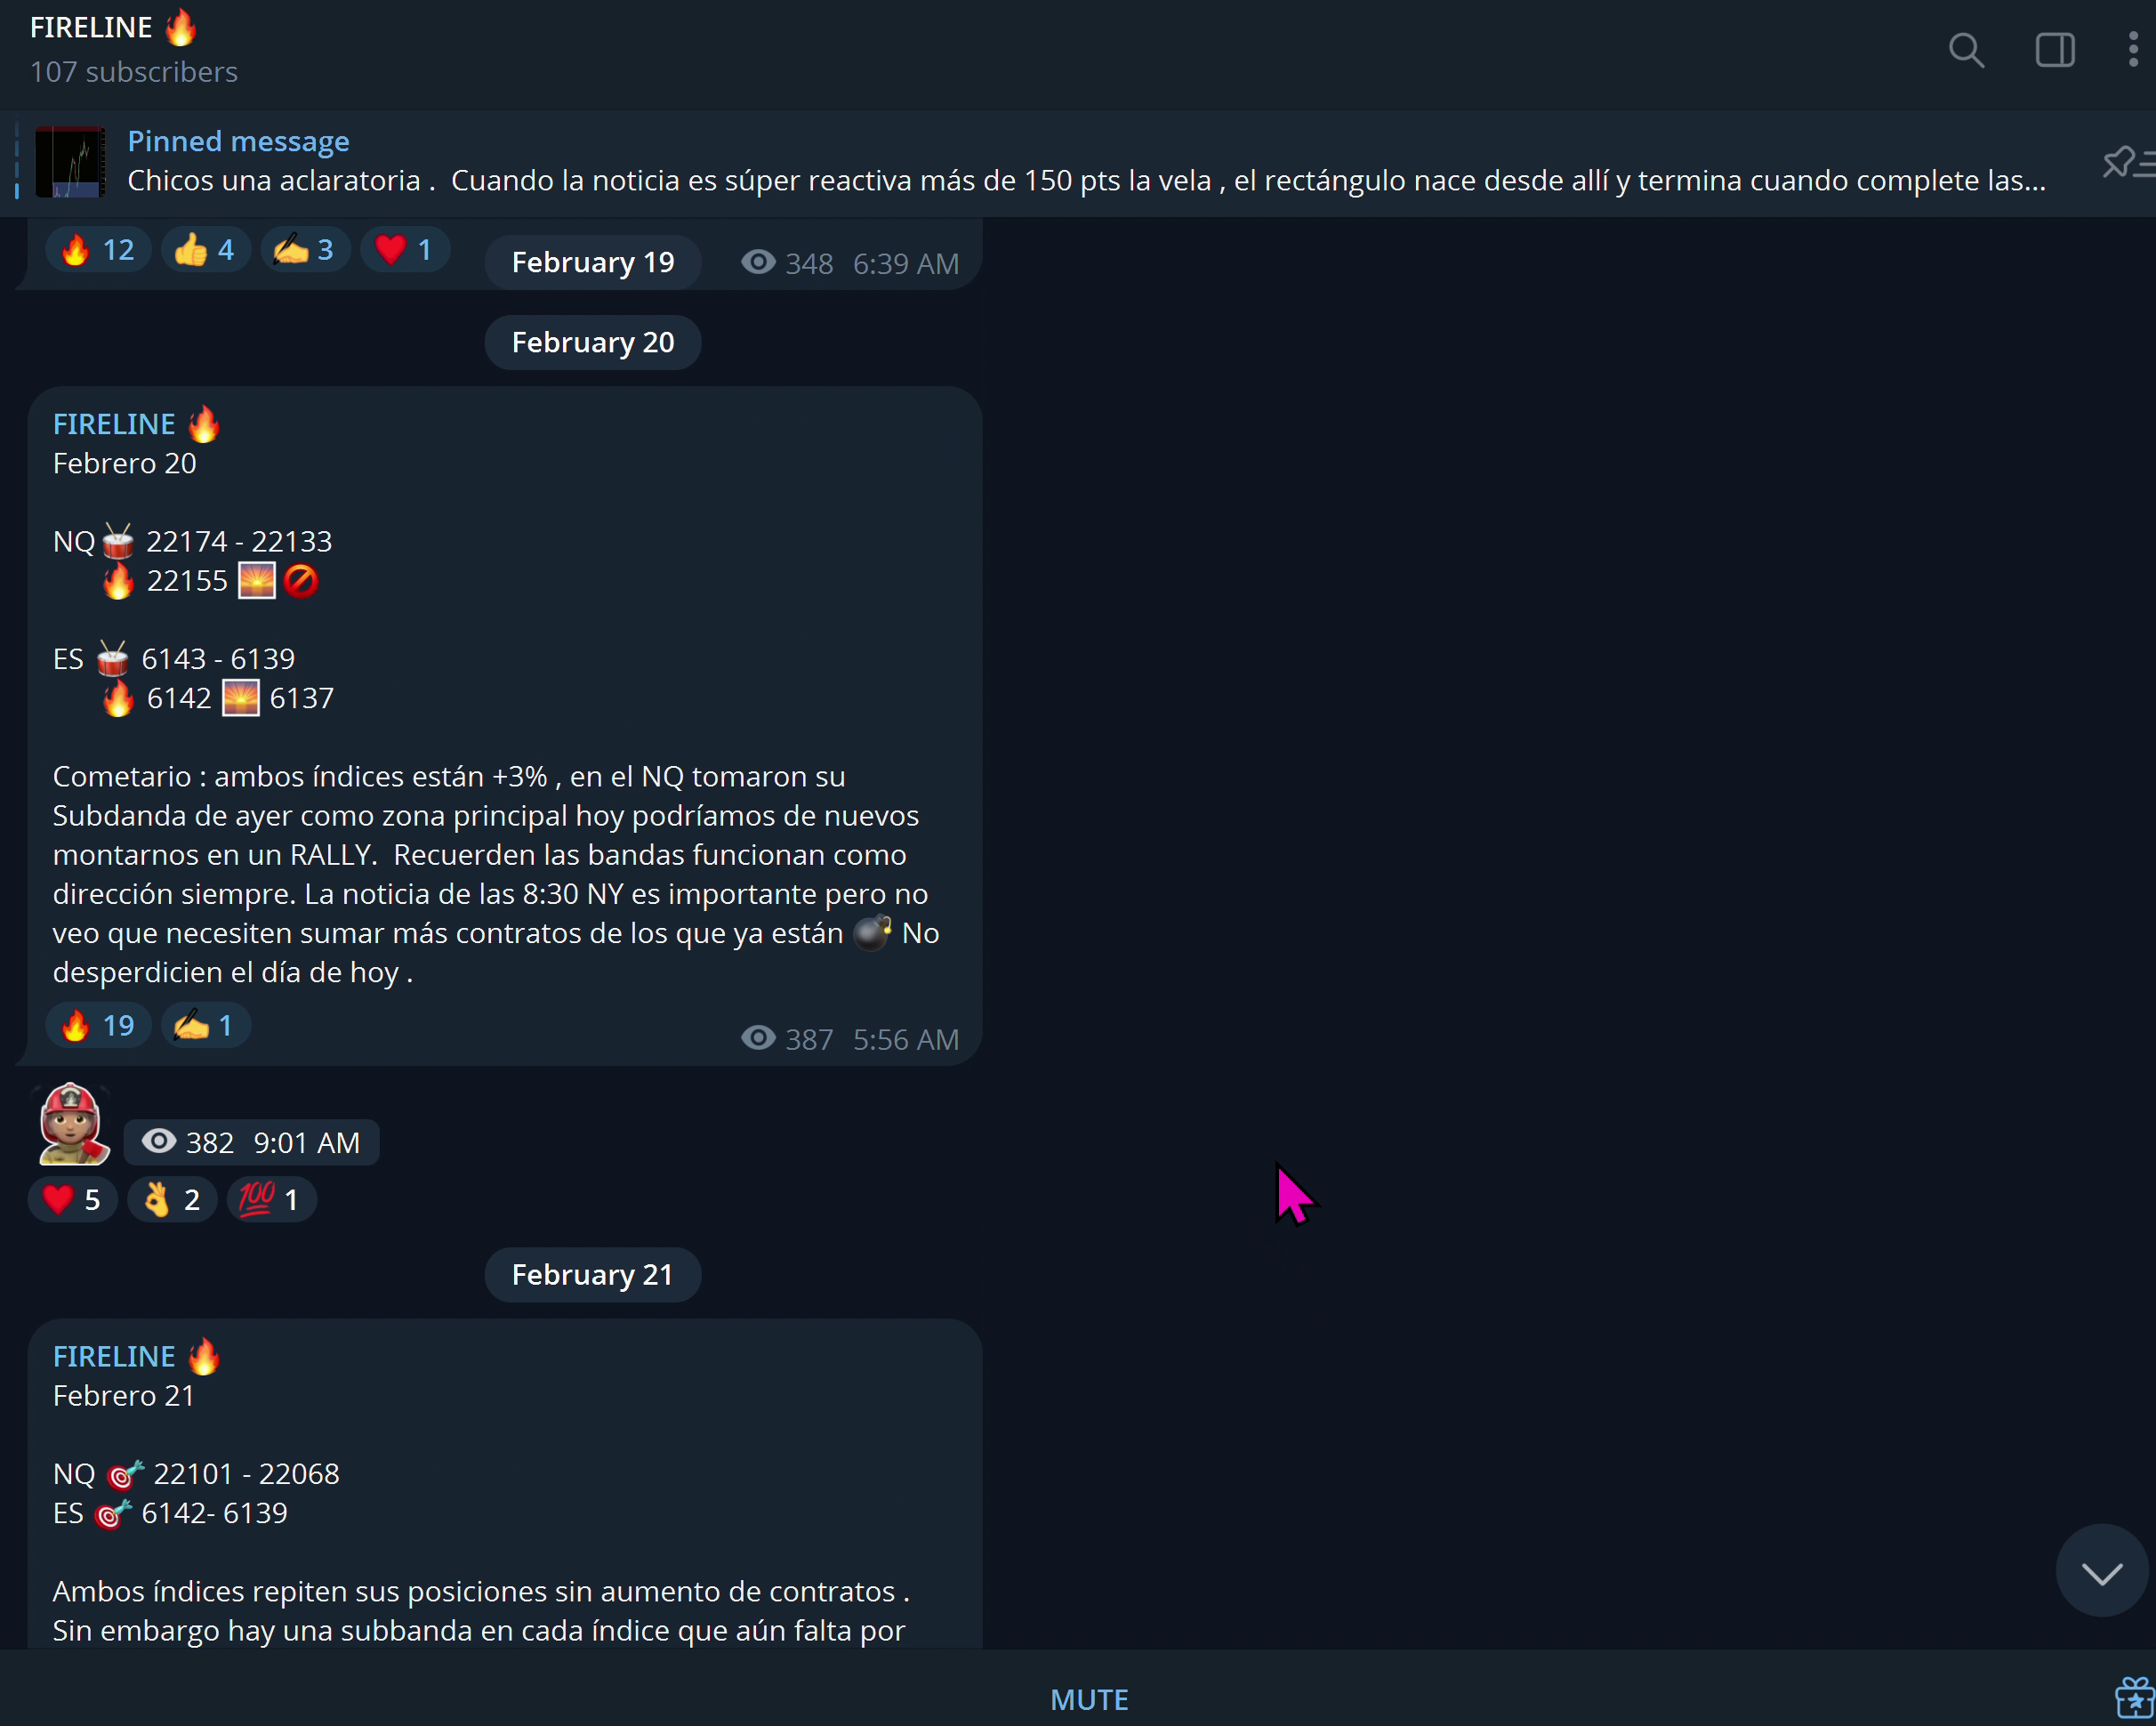 FIRELINE 🔥
107 subscribers
Pinned message
Chicos una aclaratoria .  Cuando la noticia es súper reactiva más de 150 pts la vela , el rectángulo nace desde allí y termina cuando complete las...
🔥 12 👍 4 ✍️ 3 ❤️ 1 February 19 348 6:39 AM
February 20
FIRELINE 🔥
Febrero 20
NQ🥁 22174 - 22133
🔥 22155 🌅🚫
ES 🥁 6143 - 6139
🔥 6142 🌅 6137
Cometario : ambos índices están +3% , en el NQ tomaron su
Subdanda de ayer como zona principal hoy podríamos de nuevos
montarnos en un RALLY.  Recuerden las bandas funcionan como
dirección siempre. La noticia de las 8:30 NY es importante pero no
veo que necesiten sumar más contratos de los que ya están 💣 No
desperdicien el día de hoy .
🔥 19 ✍️ 1 387 5:56 AM
382 9:01 AM
❤️ 5 👌 2 💯 1
February 21
FIRELINE 🔥
Febrero 21
NQ 🎯 22101 - 22068
ES 🎯 6142- 6139
Ambos índices repiten sus posiciones sin aumento de contratos .
Sin embargo hay una subbanda en cada índice que aún falta por
MUTE